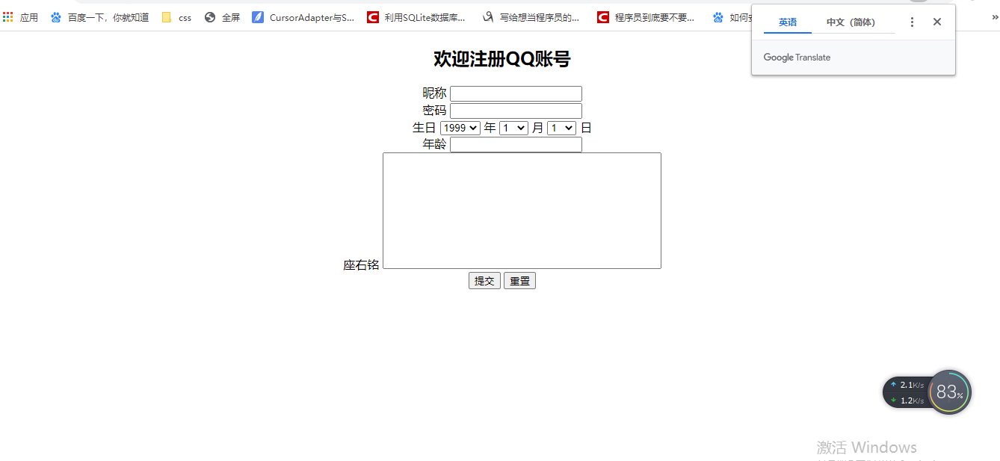 应用 百度一下，你就知道 css 全屏 CursorAdapter与S... 利用SQLite数据库... 写给想当程序员的... 程序员到底要不要... 如何 »
英语 中文（简体）
Google Translate
欢迎注册QQ账号
昵称
密码
生日 1999 年 1 月 1 日
年龄
座右铭
提交 重置
2.1K/s
1.2K/s
83%
激活 Windows